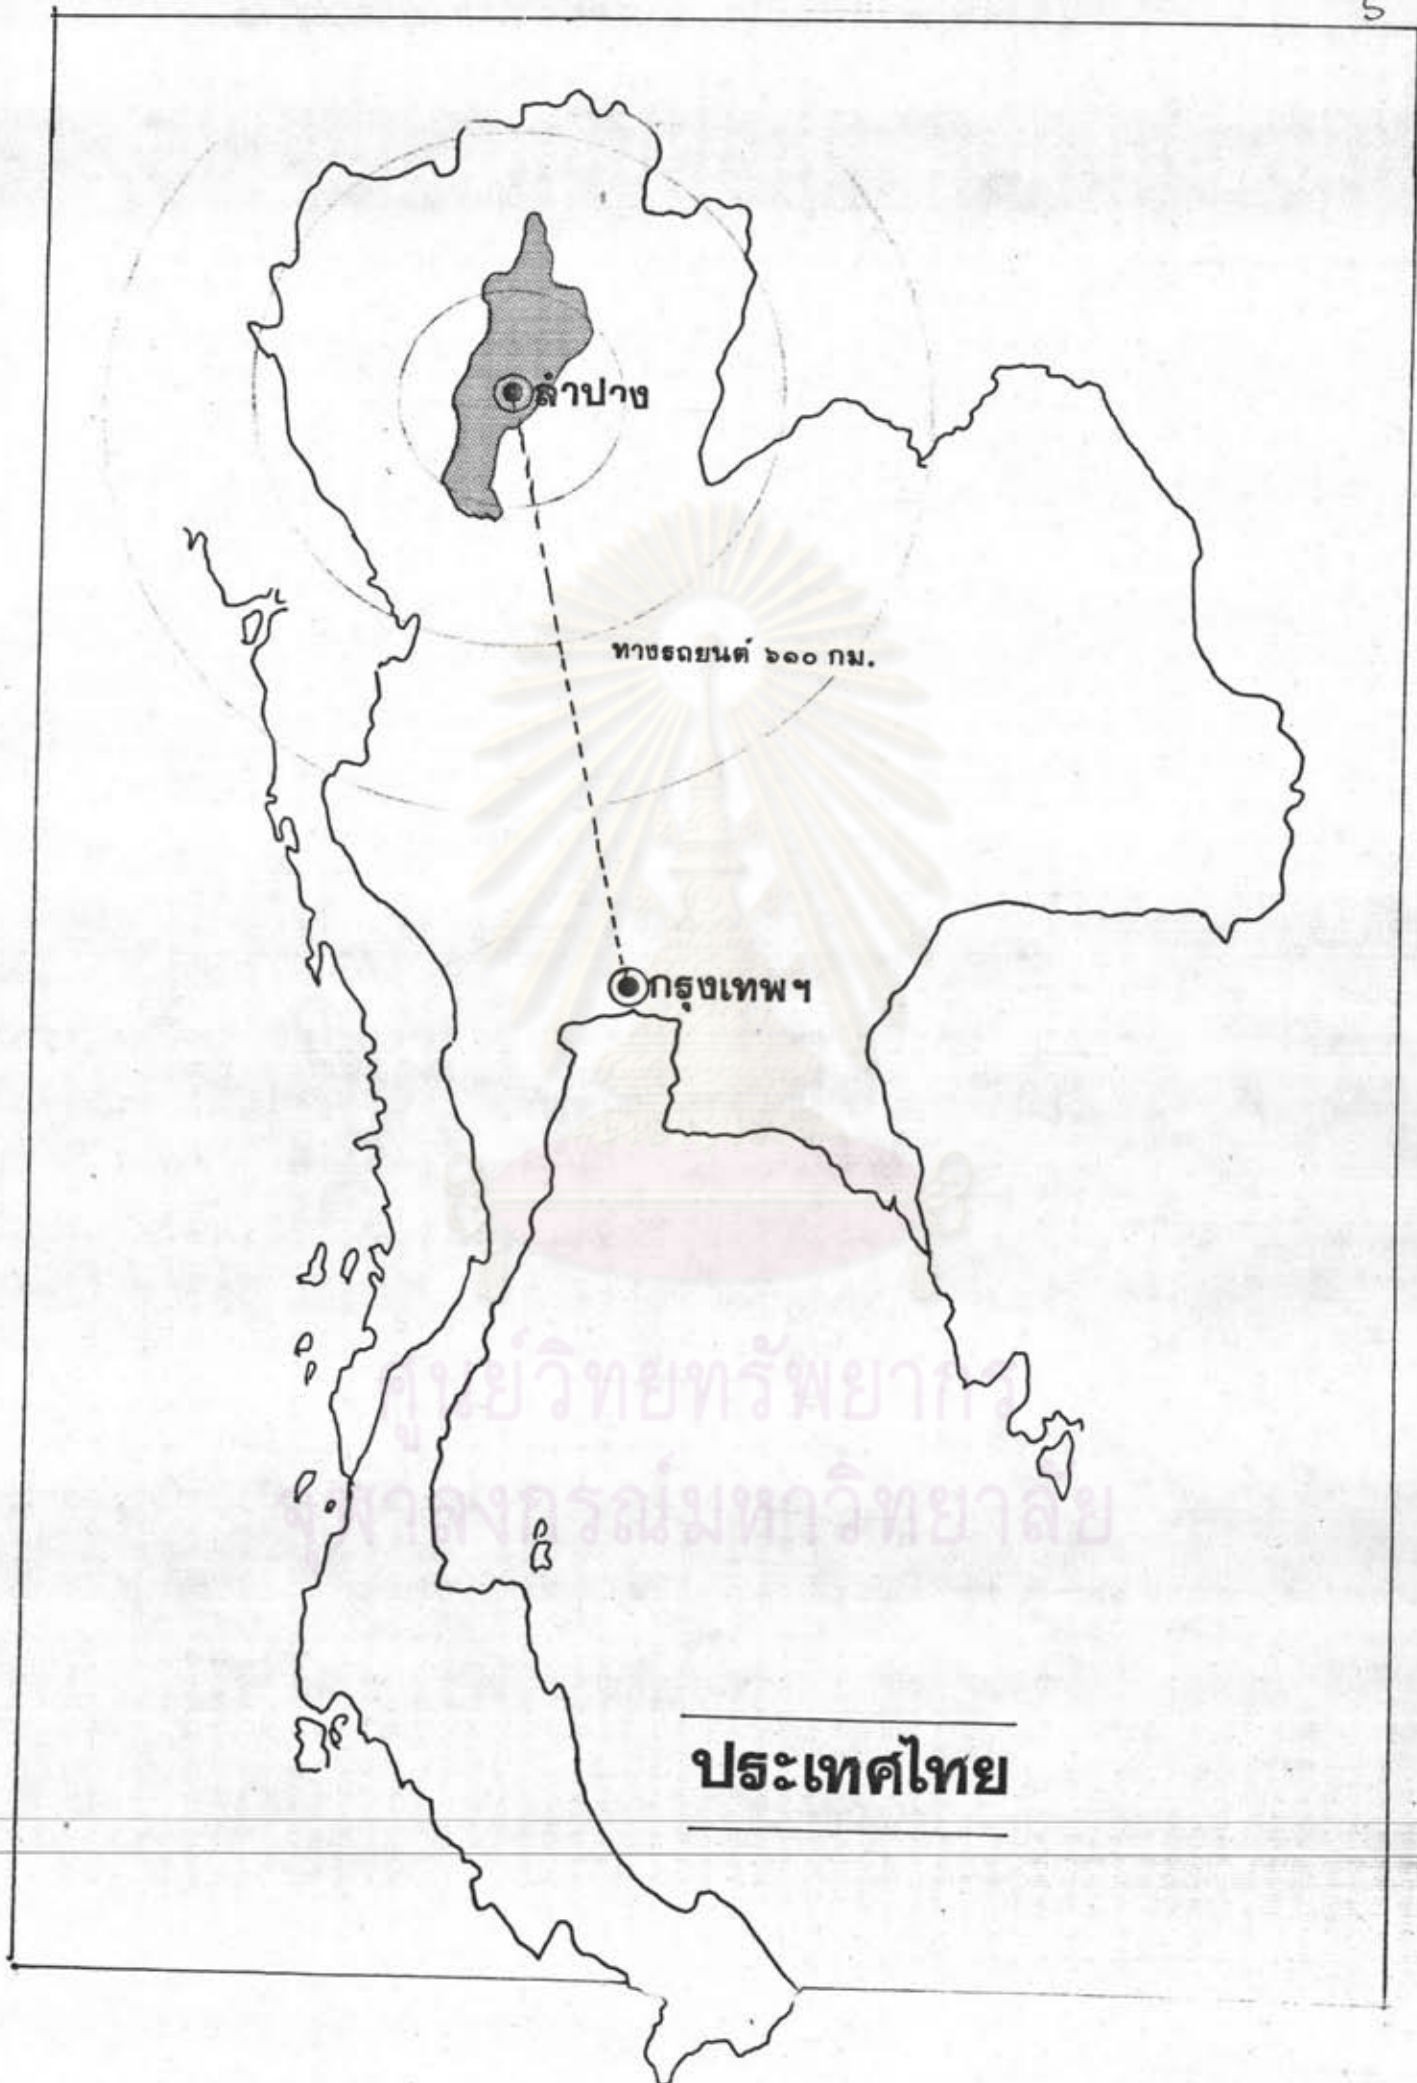 5
ลำปาง
ทางรถยนต์ ๖๑๐ กม.
กรุงเทพฯ
ศูนย์วิทยทรัพยากร
จุฬาลงกรณ์มหาวิทยาลัย
ประเทศไทย